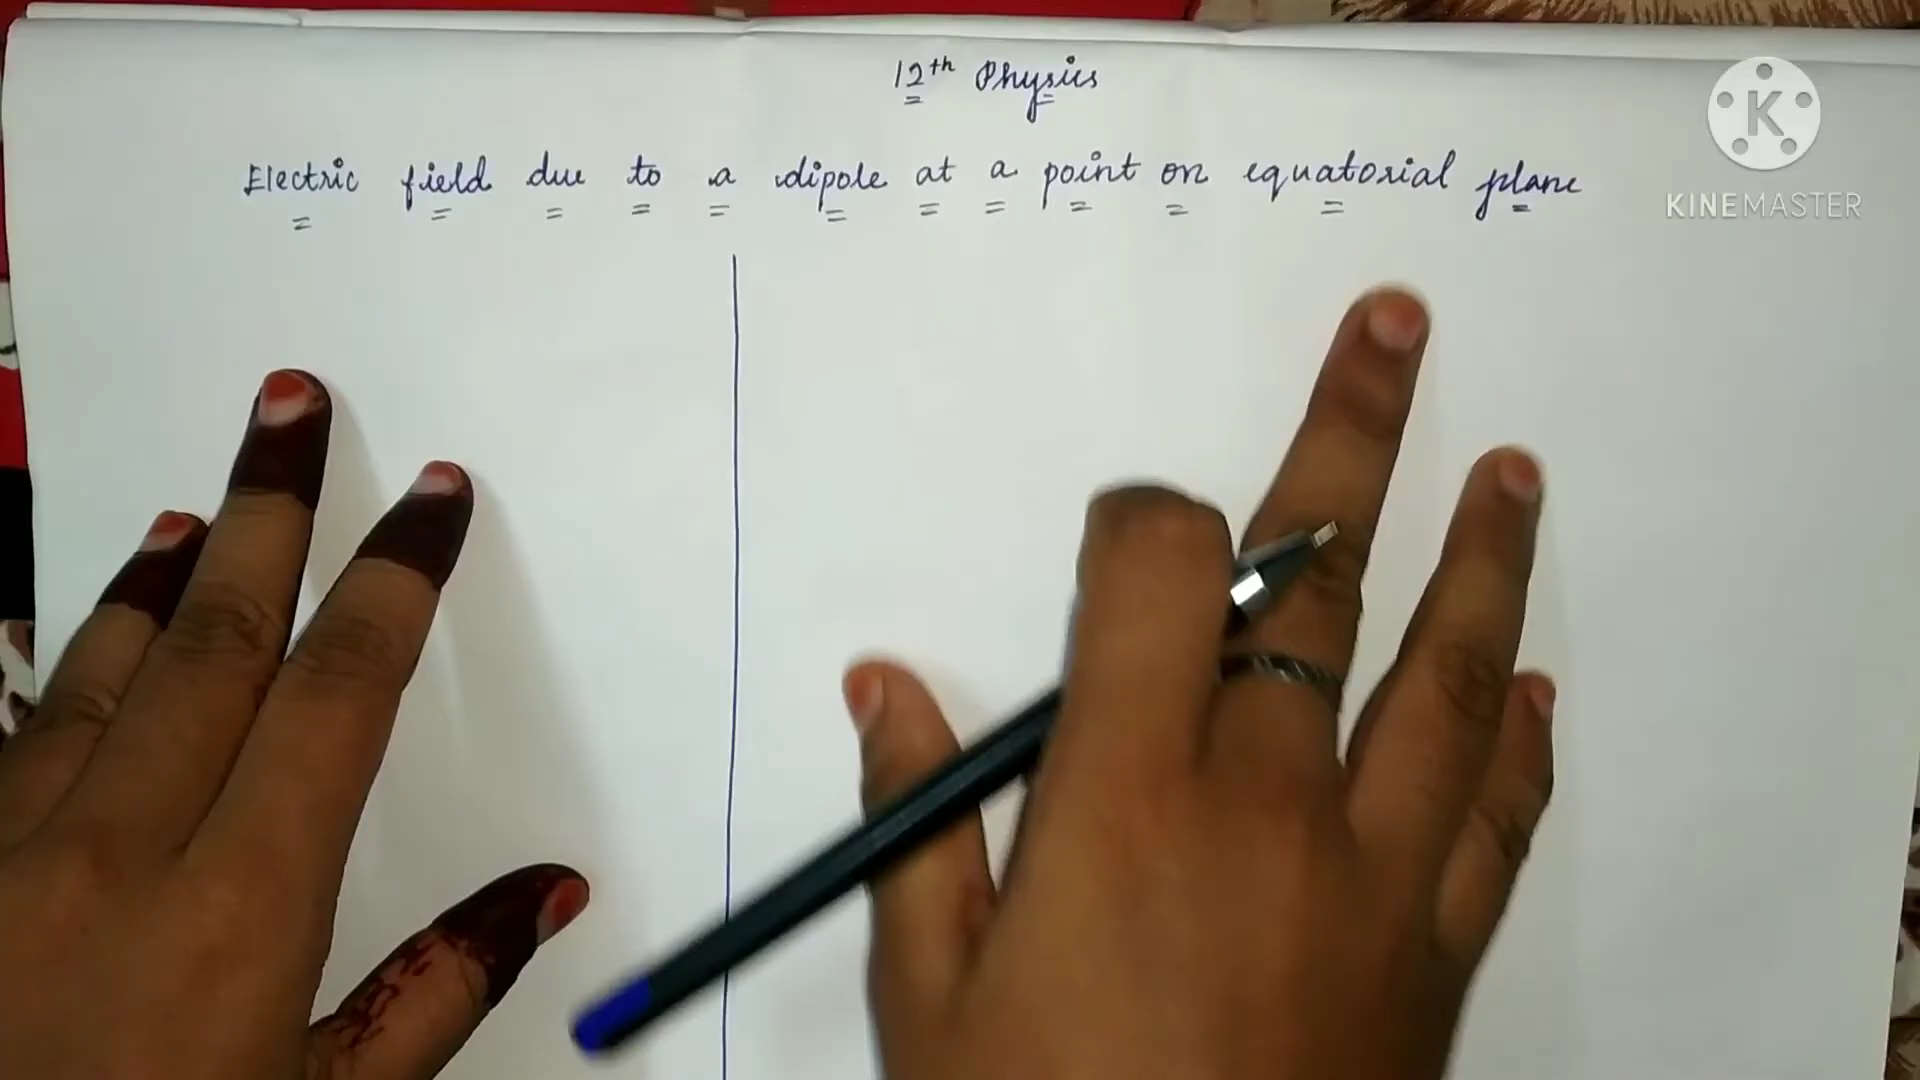 12th Physics
Electric field due to a dipole at a point on equatorial plane
K
KINEMASTER